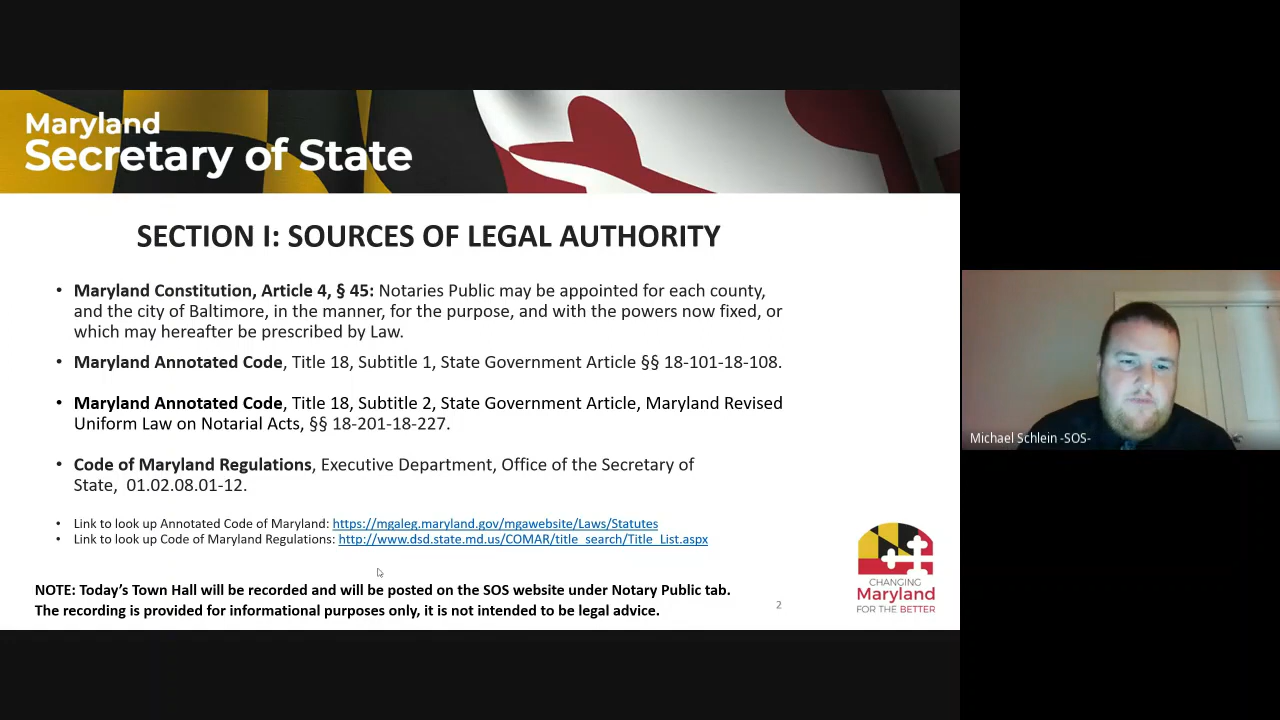 Maryland
Secretary of State
SECTION I: SOURCES OF LEGAL AUTHORITY
• Maryland Constitution, Article 4, § 45: Notaries Public may be appointed for each county,
and the city of Baltimore, in the manner, for the purpose, and with the powers now fixed, or
which may hereafter be prescribed by Law.
• Maryland Annotated Code, Title 18, Subtitle 1, State Government Article §§ 18-101-18-108.
• Maryland Annotated Code, Title 18, Subtitle 2, State Government Article, Maryland Revised
Uniform Law on Notarial Acts, §§ 18-201-18-227.
• Code of Maryland Regulations, Executive Department, Office of the Secretary of
State, 01.02.08.01-12.
• Link to look up Annotated Code of Maryland: https://mgaleg.maryland.gov/mgawebsite/Laws/Statutes
• Link to look up Code of Maryland Regulations: http://www.dsd.state.md.us/COMAR/title_search/Title_List.aspx
NOTE: Today's Town Hall will be recorded and will be posted on the SOS website under Notary Public tab.
The recording is provided for informational purposes only, it is not intended to be legal advice.
2
CHANGING
Maryland
FOR THE BETTER
Michael Schlein -SOS-